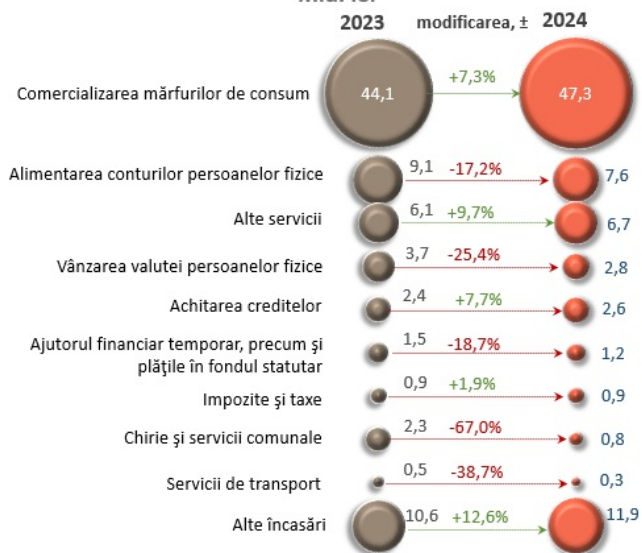 2023 modificarea, ± 2024
Comercializarea mărfurilor de consum 44,1 +7,3% 47,3
Alimentarea conturilor persoanelor fizice 9,1 -17,2% 7,6
Alte servicii 6,1 +9,7% 6,7
Vânzarea valutei persoanelor fizice 3,7 -25,4% 2,8
Achitarea creditelor 2,4 +7,7% 2,6
Ajutorul financiar temporar, precum și
plățile în fondul statutar 1,5 -18,7% 1,2
Impozite și taxe 0,9 +1,9% 0,9
Chirie și servicii comunale 2,3 -67,0% 0,8
Servicii de transport 0,5 -38,7% 0,3
Alte încasări 10,6 +12,6% 11,9